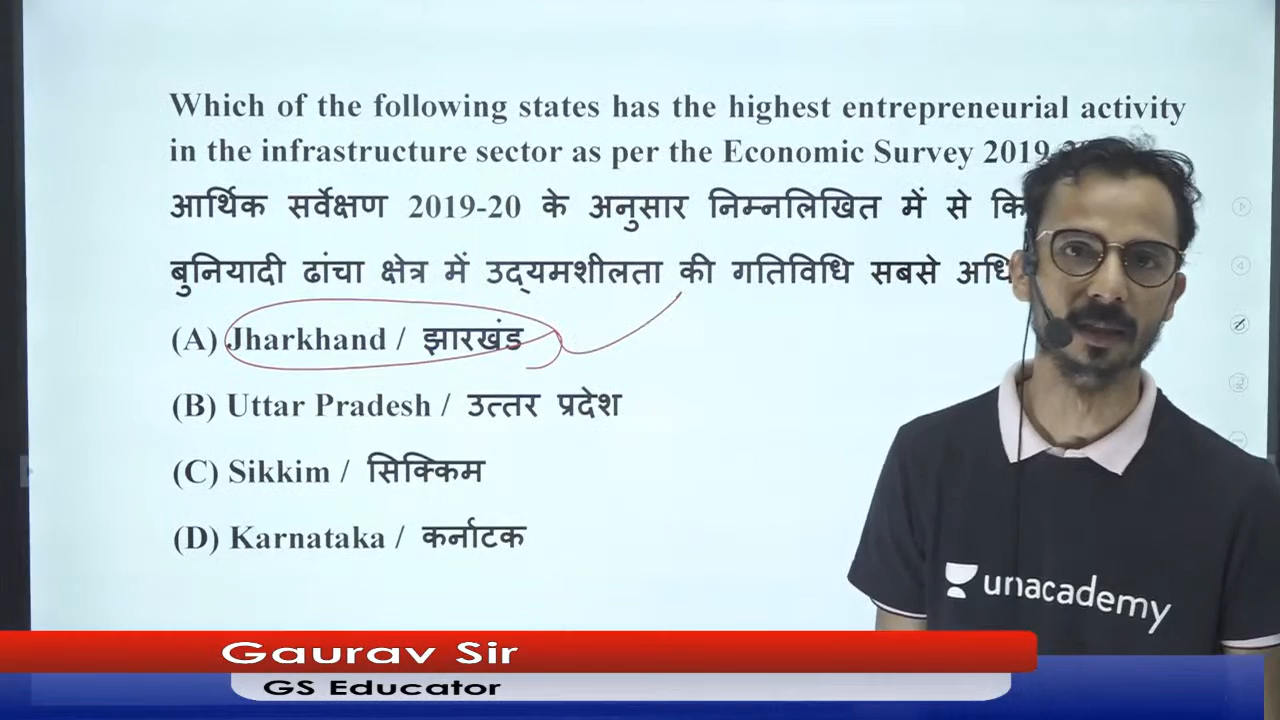 Which of the following states has the highest entrepreneurial activity
in the infrastructure sector as per the Economic Survey 2019
आर्थिक सर्वेक्षण 2019-20 के अनुसार निम्नलिखित में से
बुनियादी ढांचा क्षेत्र में उद्यमशीलता की गतिविधि सबसे
(A) Jharkhand / झारखंड
(B) Uttar Pradesh / उत्तर प्रदेश
(C) Sikkim / सिक्किम
(D) Karnataka / कर्नाटक
unacademy
Gaurav Sir
GS Educator